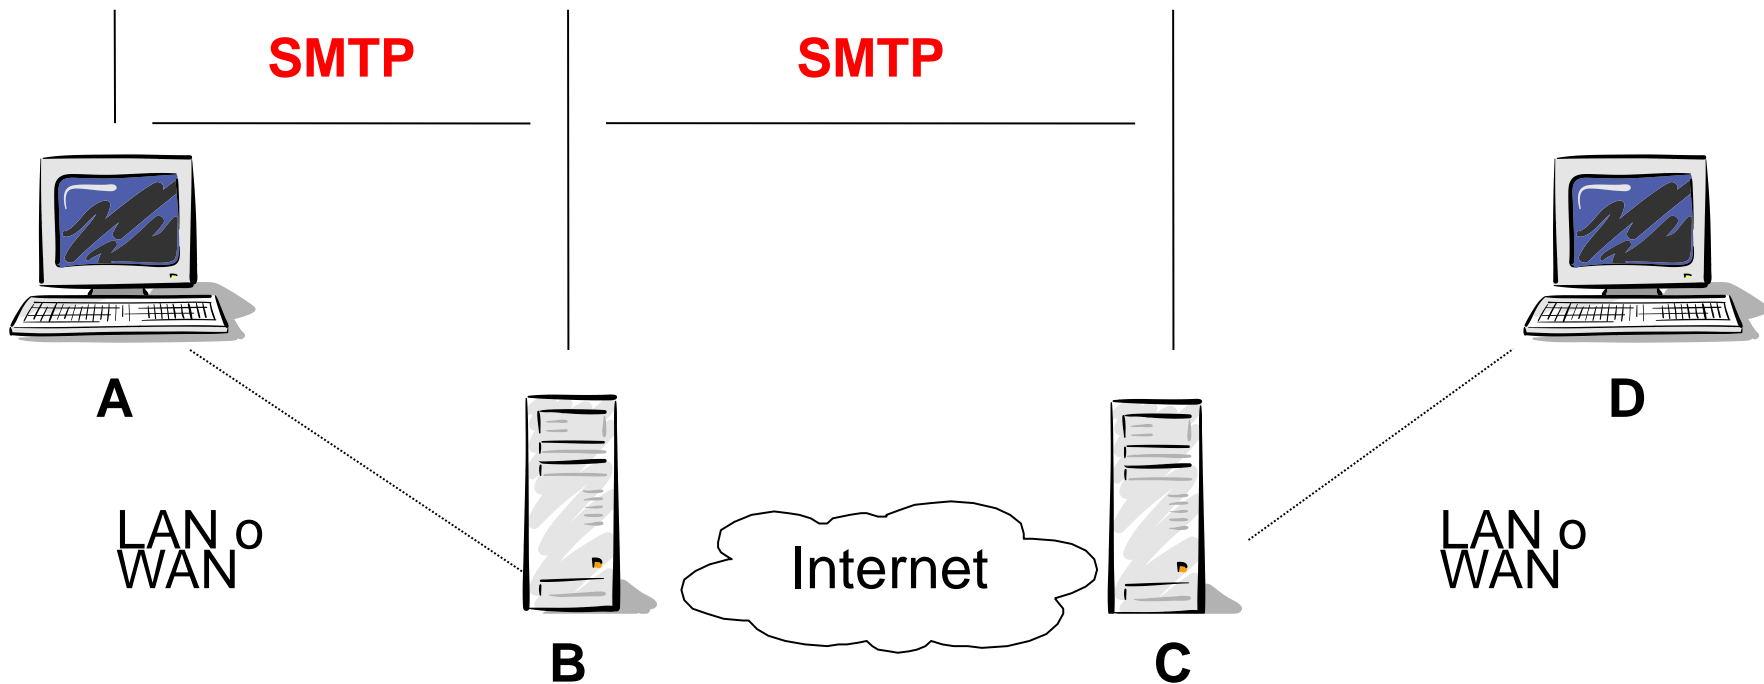 SMTP
SMTP
A
D
LAN o
WAN
Internet
LAN o
WAN
B
C